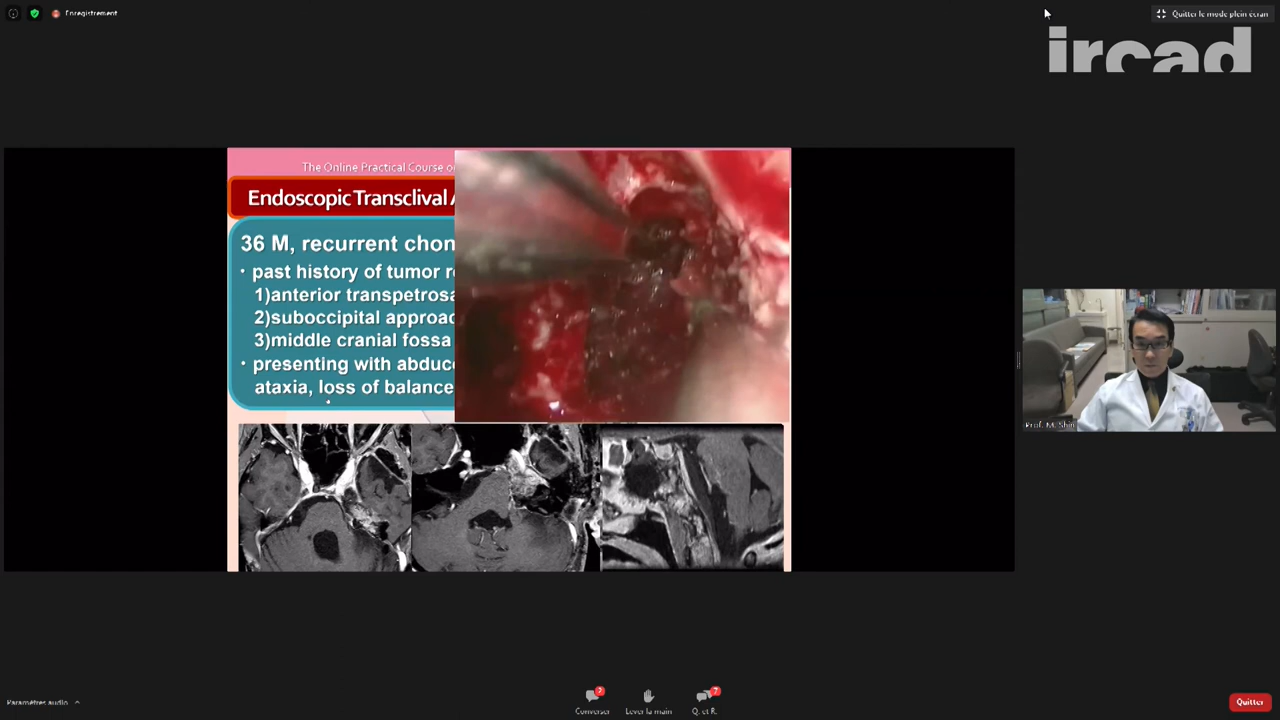 Enregistrement
Quitter le mode plein écran
ircad
The Online Practical Course o
Endoscopic Transclival A
36 M, recurrent chon
• past history of tumor r
1)anterior transpetrosa
2)suboccipital approac
3)middle cranial fossa
• presenting with abduc
ataxia, loss of balance
Prof. M. Shin
Paramètres audio
2
Converser
Lever la main
7
Q. et R.
Quitter